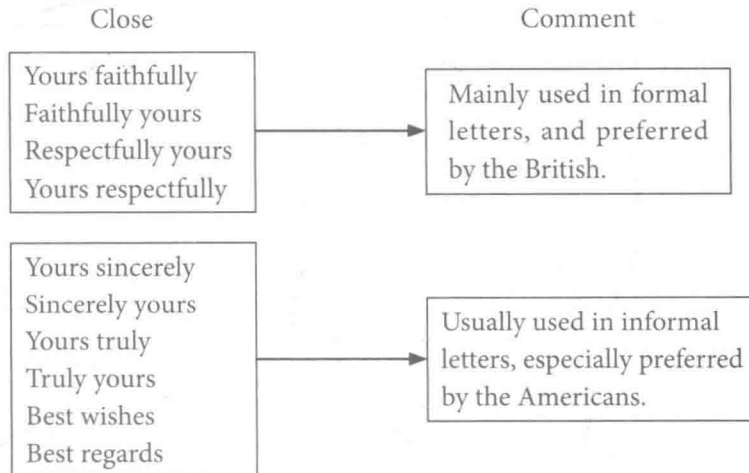 Close
Comment
Yours faithfully
Faithfully yours
Respectfully yours
Yours respectfully
Mainly used in formal
letters, and preferred
by the British.
Yours sincerely
Sincerely yours
Yours truly
Truly yours
Best wishes
Best regards
Usually used in informal
letters, especially preferred
by the Americans.